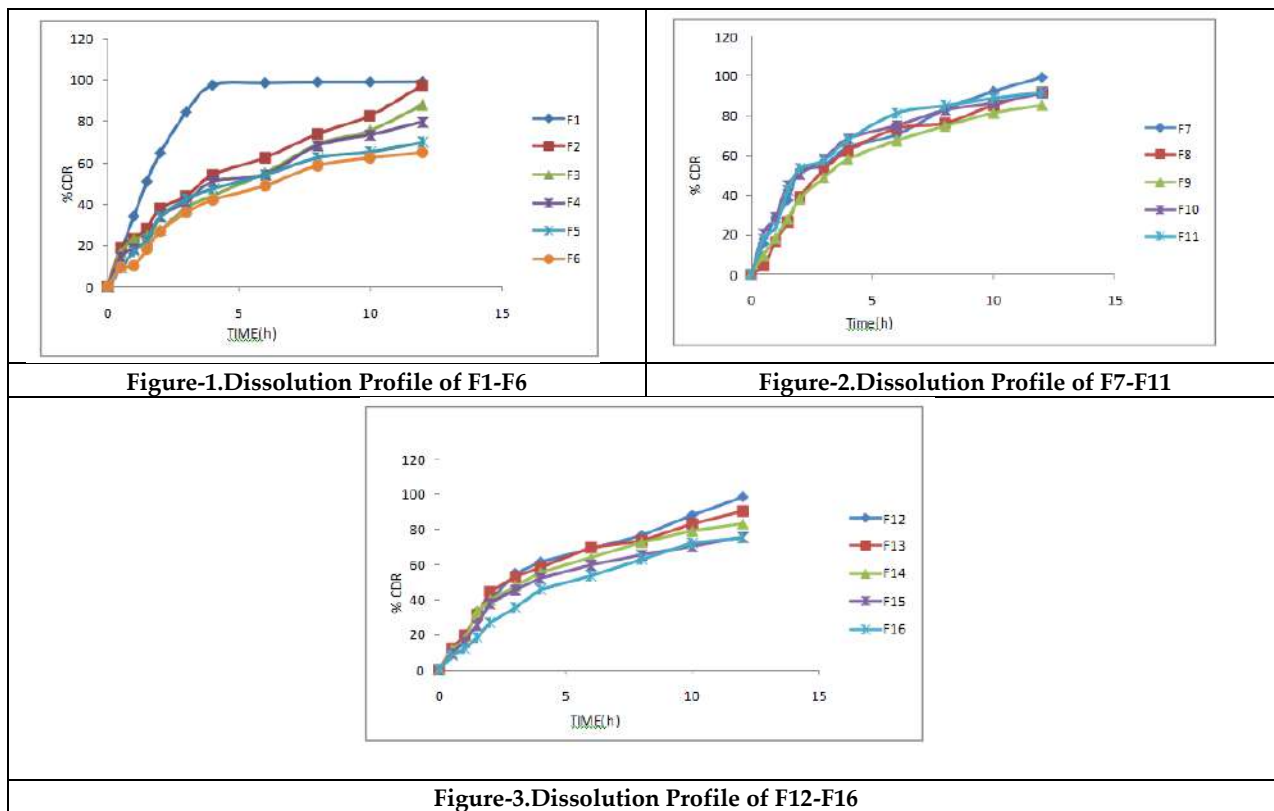 120
100
80
60
40
20
0
% CDR
0 5 10 15
TIME(h)
F1
F2
F3
F4
F5
F6
Figure-1.Dissolution Profile of F1-F6
120
100
80
60
40
20
0
% CDR
0 5 10 15
Time(h)
F7
F8
F9
F10
F11
Figure-2.Dissolution Profile of F7-F11
120
100
80
60
40
20
0
% CDR
0 5 10 15
TIME(h)
F12
F13
F14
F15
F16
Figure-3.Dissolution Profile of F12-F16